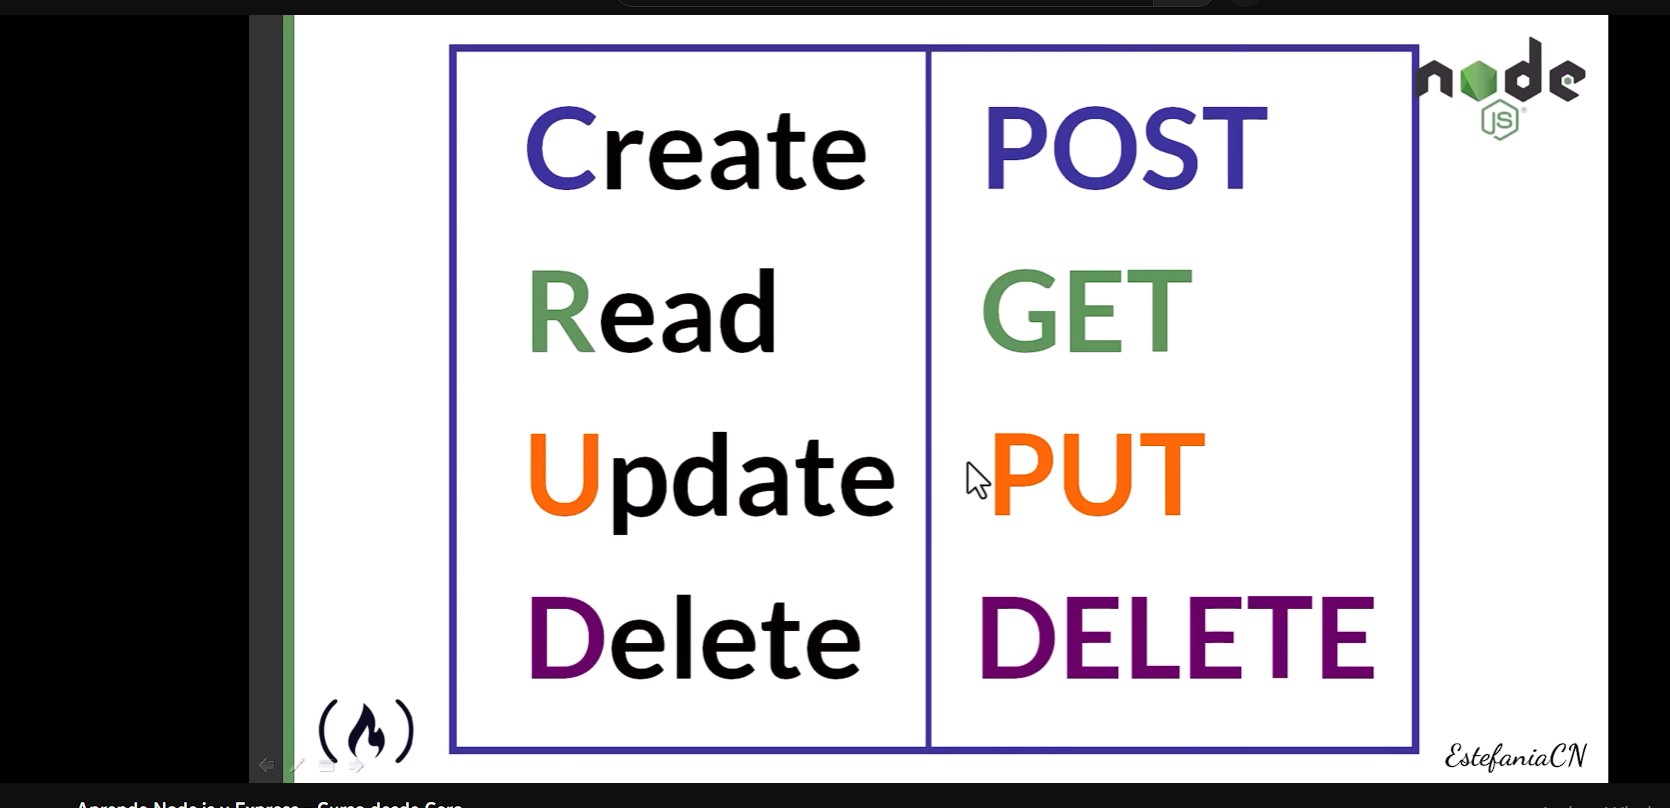 Create POST
Read GET
Update PUT
Delete DELETE
node
JS
EstefaniaCN
Aprende Node.js y Express - Curso desde Cero